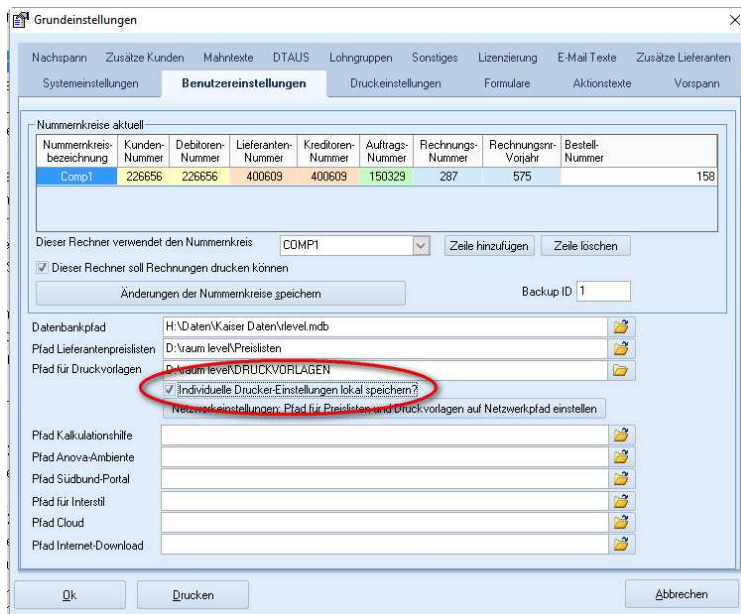 Grundeinstellungen
Nachspann Zusätze Kunden Mahntexte DTAUS Lohngruppen Sonstiges Lizenzierung E-Mail Texte Zusätze Lieferanten
Systemeinstellungen Benutzereinstellungen Druckeinstellungen Formulare Aktionstexte Vorspann
Nummernkreise aktuell
Nummernkreis- Kunden- Debitoren- Lieferanten- Kreditoren- Auftrags- Rechnungs- Rechnungsnr- Bestell-
bezeichnung Nummer Nummer Nummer Nummer Nummer Nummer Vorjahr Nummer
Comp1 226656 226656 400609 400609 150329 287 575 158
Dieser Rechner verwendet den Nummernkreis COMP1 Zeile hinzufügen Zeile löschen
Dieser Rechner soll Rechnungen drucken können
Änderungen der Nummernkreise speichern Backup ID 1
Datenbankpfad H:\Daten\Kaiser Daten\rlevel.mdb
Pfad Lieferantenpreislisten D:\raum level\Preislisten
Pfad für Druckvorlagen D:\raum level\DRUCKVORLAGEN
Individuelle Drucker-Einstellungen lokal speichern?
Netzwerkeinstellungen: Pfad für Preislisten und Druckvorlagen auf Netzwerkpfad einstellen
Pfad Kalkulationshilfe
Pfad Anova-Ambiente
Pfad Südbund-Portal
Pfad für Interstil
Pfad Cloud
Pfad Internet-Download
Ok Drucken Abbrechen